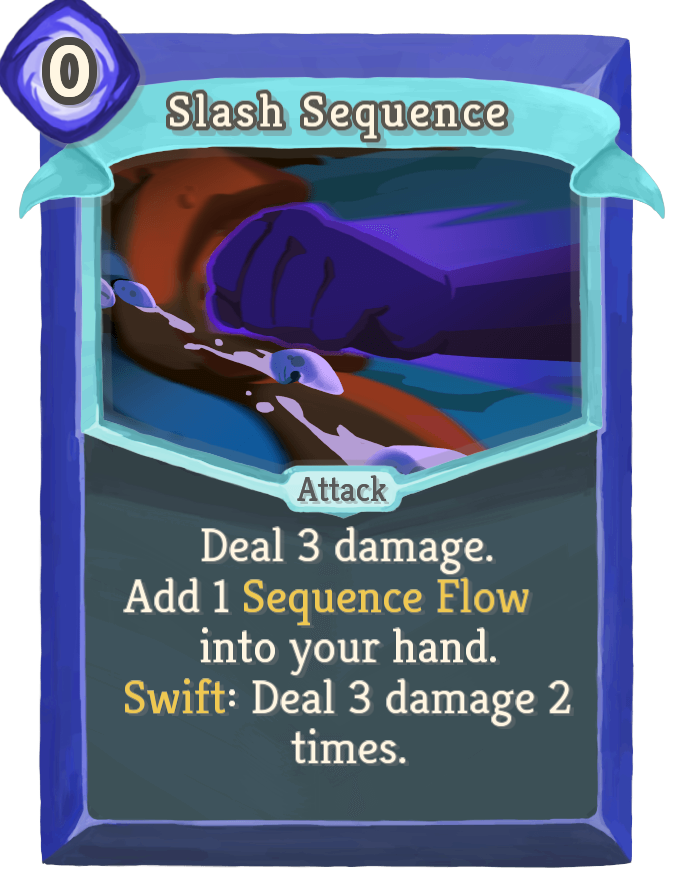 0
Slash Sequence
Attack
Deal 3 damage.
Add 1 Sequence Flow
into your hand.
Swift: Deal 3 damage 2
times.